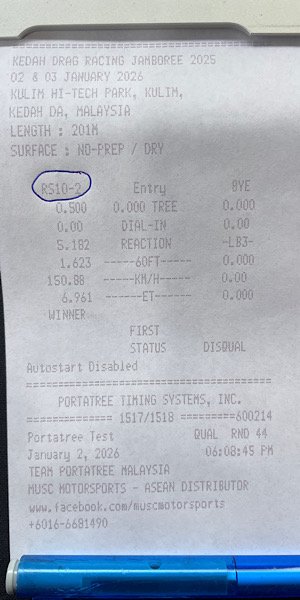 ================================
KEDAH DRAG RACING JAMBOREE 2025
02 & 03 JANUARY 2026
KULIM HI-TECH PARK, KULIM,
KEDAH DA, MALAYSIA
LENGTH : 201M
SURFACE : NO-PREP / DRY
RS10-2 Entry BYE
0.500 0.000 TREE 0.000
0.00 DIAL-IN 0.00
5.182 REACTION -LB3-
1.623 ------60FT----- 0.000
150.88 ------KM/H----- 0.00
6.961 ------ET------ 0.000
WINNER
FIRST
STATUS DISQUAL
Autostart Disabled
================================
PORTATREE TIMING SYSTEMS, INC.
============ 1517/1518 =========600214
Portatree Test QUAL RND 44
January 2, 2026 06:08:45 PM
TEAM PORTATREE MALAYSIA
MUSC MOTORSPORTS - ASEAN DISTRIBUTOR
www.facebook.com/muscmotorsports
+6016-6681490